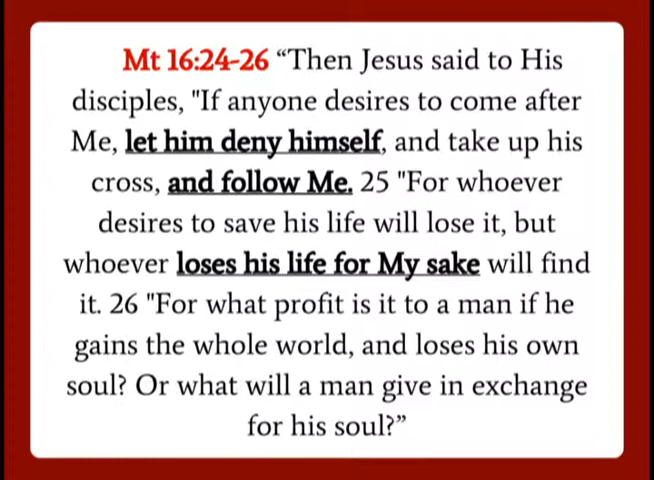 Mt 16:24-26 “Then Jesus said to His
disciples, "If anyone desires to come after
Me, let him deny himself, and take up his
cross, and follow Me. 25 "For whoever
desires to save his life will lose it, but
whoever loses his life for My sake will find
it. 26 "For what profit is it to a man if he
gains the whole world, and loses his own
soul? Or what will a man give in exchange
for his soul?”